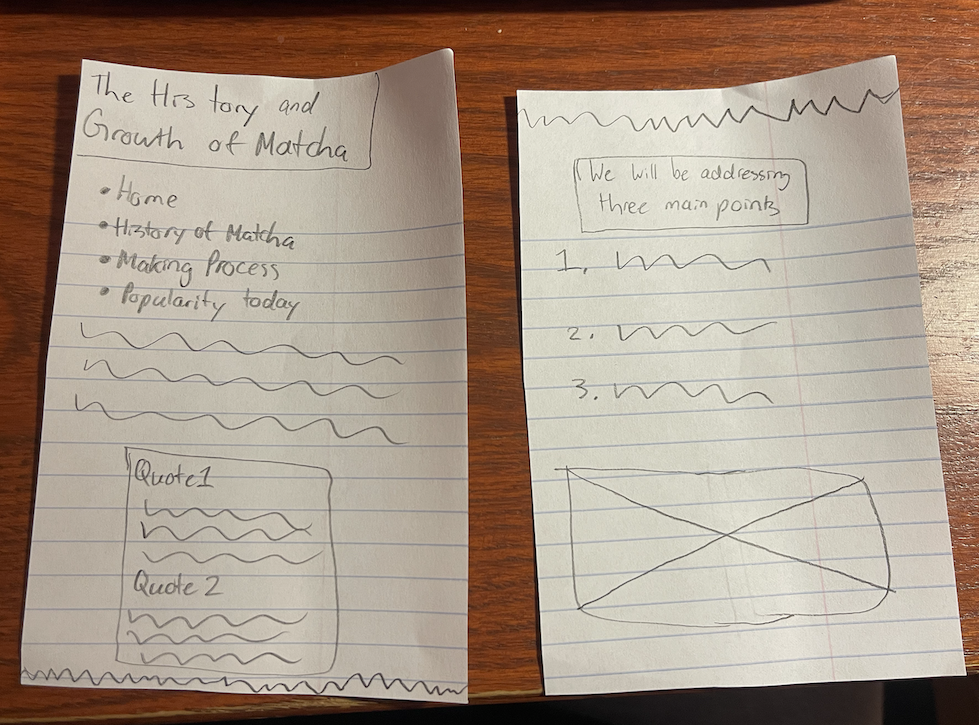 The History and
Growth of Matcha
• Home
• History of Matcha
• Making Process
• Popularity today
Quote 1
Quote 2
We will be addressing
three main points
1.
2.
3.